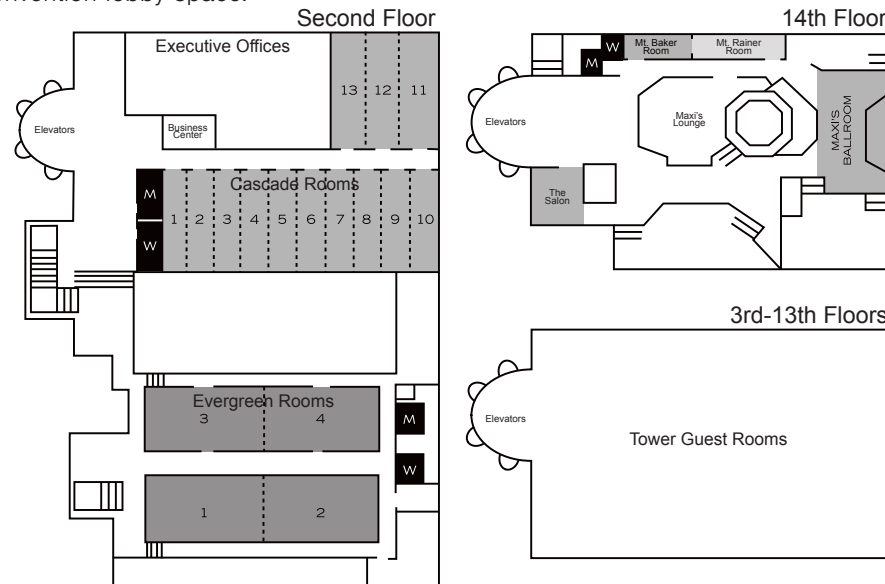 nvention lobby space.
Second Floor
Executive Offices
13 12 11
Elevators
Business
Center
Cascade Rooms
M
1 2 3 4 5 6 7 8 9 10
W
Evergreen Rooms
3 4
M
W
1 2
14th Floor
W
M
Mt. Baker
Room
Mt. Rainer
Room
Elevators
Maxi's
Lounge
MAXI'S
BALLROOM
The
Salon
3rd-13th Floors
Elevators
Tower Guest Rooms